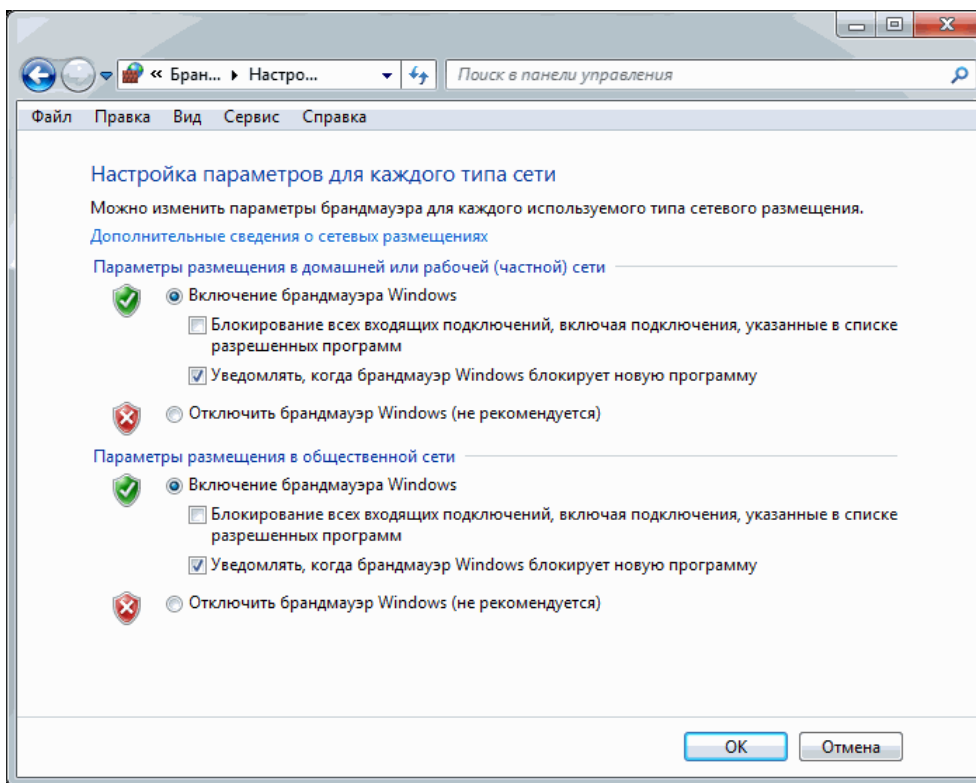 « Бран... ▸ Настро...
Поиск в панели управления
Файл Правка Вид Сервис Справка
Настройка параметров для каждого типа сети
Можно изменить параметры брандмауэра для каждого используемого типа сетевого размещения.
Дополнительные сведения о сетевых размещениях
Параметры размещения в домашней или рабочей (частной) сети
Включение брандмауэра Windows
Блокирование всех входящих подключений, включая подключения, указанные в списке
разрешенных программ
Уведомлять, когда брандмауэр Windows блокирует новую программу
Отключить брандмауэр Windows (не рекомендуется)
Параметры размещения в общественной сети
Включение брандмауэра Windows
Блокирование всех входящих подключений, включая подключения, указанные в списке
разрешенных программ
Уведомлять, когда брандмауэр Windows блокирует новую программу
Отключить брандмауэр Windows (не рекомендуется)
ОК Отмена